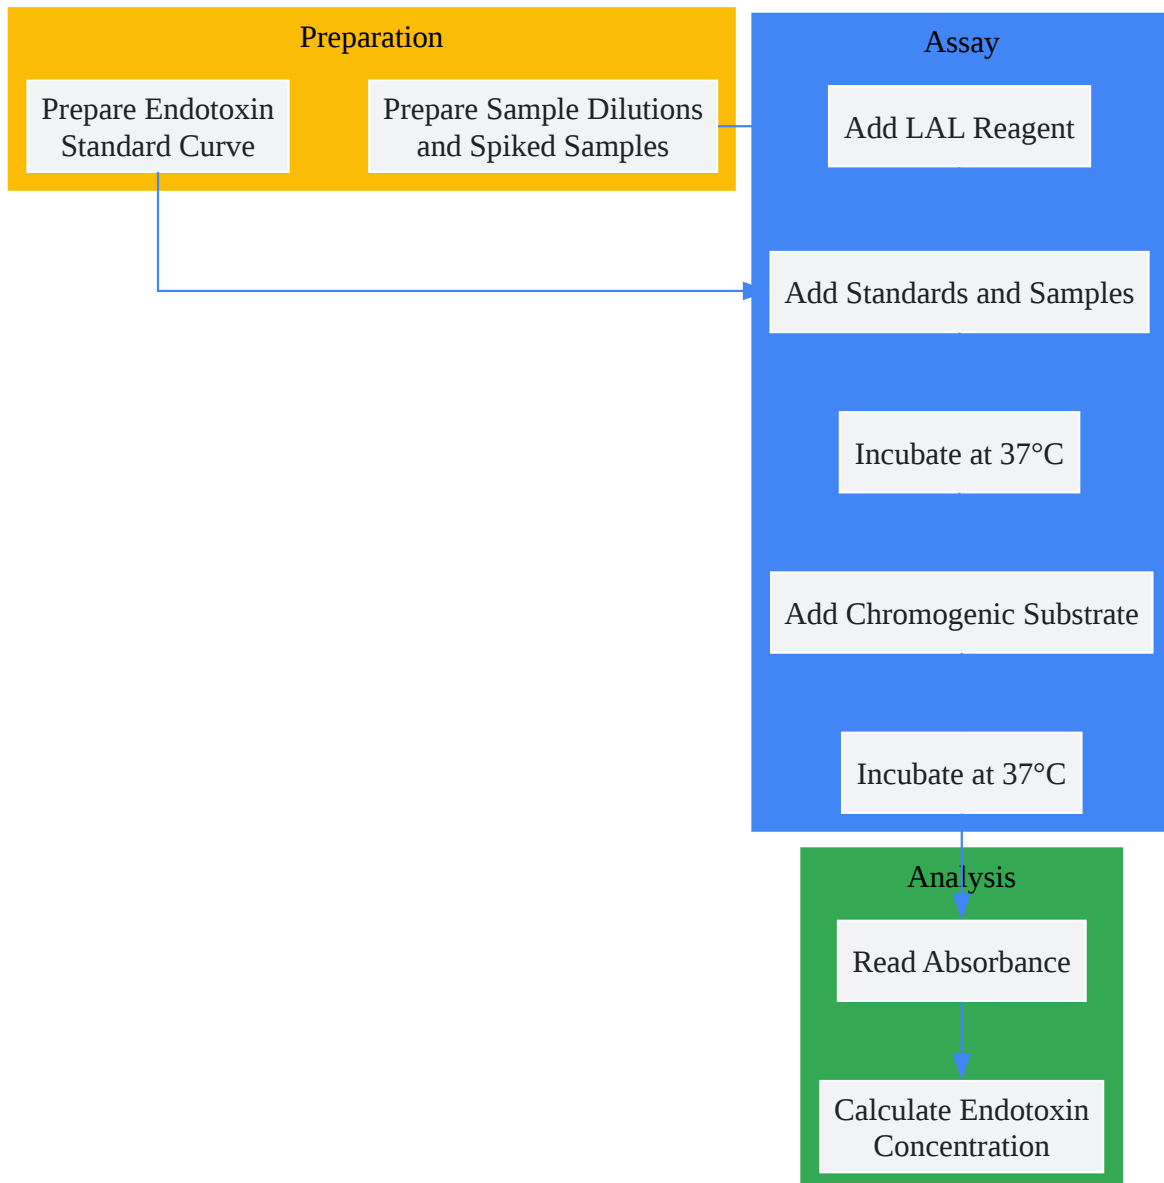 Preparation
Prepare Endotoxin
Standard Curve
Prepare Sample Dilutions
and Spiked Samples
Assay
Add LAL Reagent
Add Standards and Samples
Incubate at 37°C
Add Chromogenic Substrate
Incubate at 37°C
Analysis
Read Absorbance
Calculate Endotoxin
Concentration